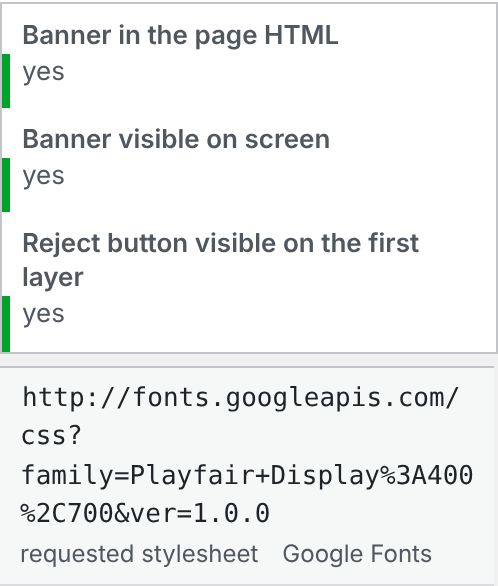 Banner in the page HTML
yes
Banner visible on screen
yes
Reject button visible on the first
layer
yes
http://fonts.googleapis.com/
css?
family=Playfair+Display%3A400
%2C700&ver=1.0.0
requested stylesheet Google Fonts